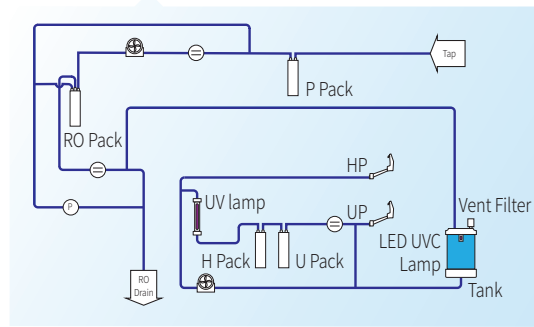 Tap
P Pack
RO Pack
HP
UV lamp
UP
Vent Filter
P
LED UVC
Lamp
H Pack
U Pack
RO
Drain
Tank